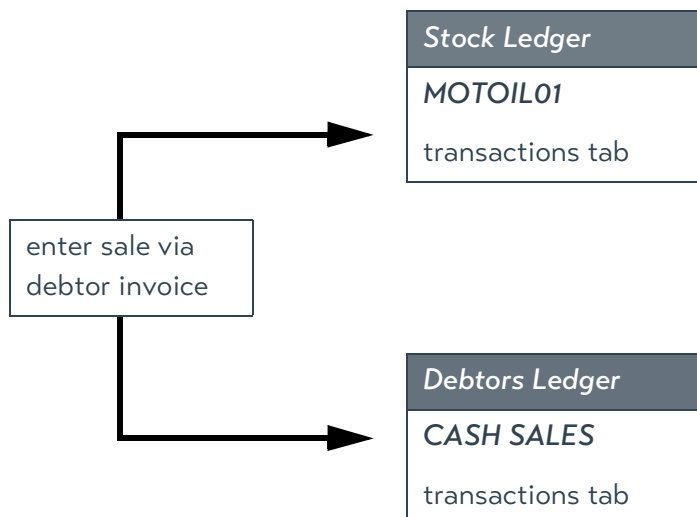 Stock Ledger
MOTOIL01
transactions tab
enter sale via
debtor invoice
Debtors Ledger
CASH SALES
transactions tab